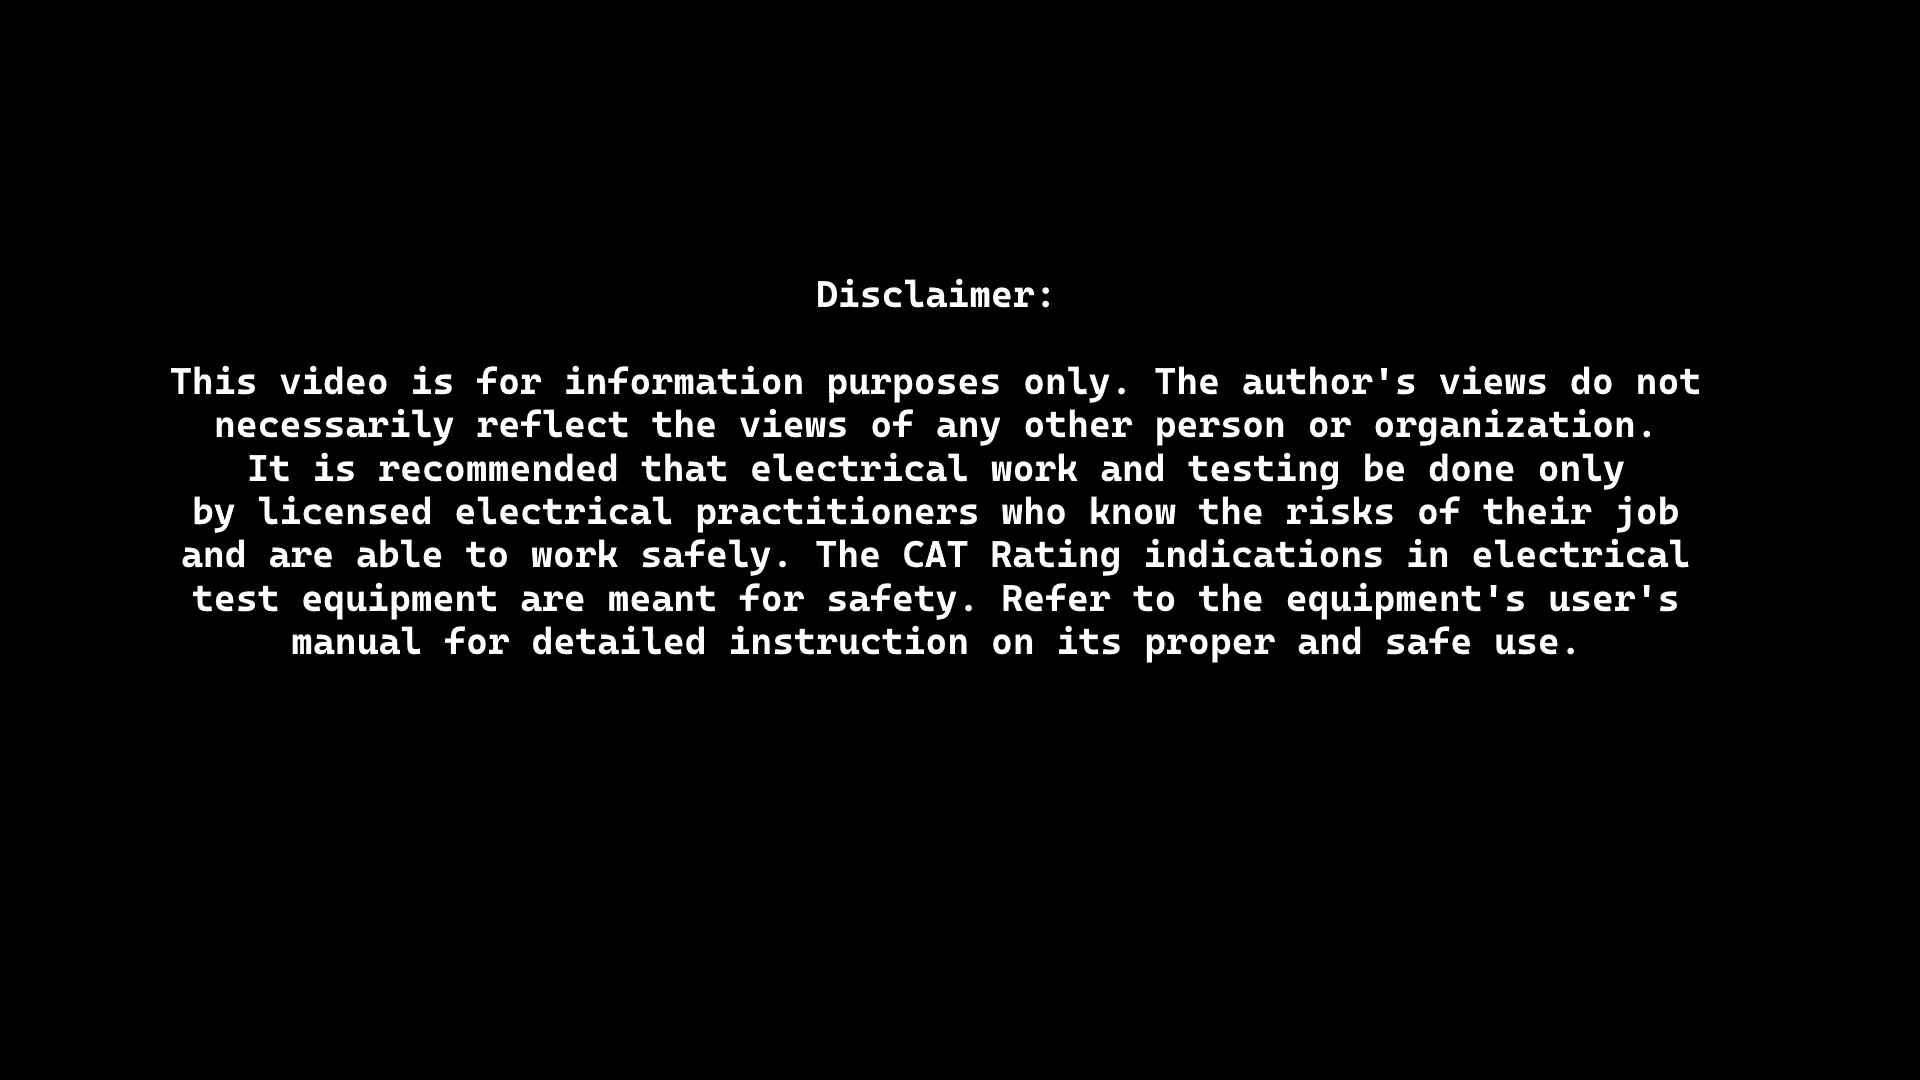 Disclaimer:
This video is for information purposes only. The author's views do not
necessarily reflect the views of any other person or organization.
It is recommended that electrical work and testing be done only
by licensed electrical practitioners who know the risks of their job
and are able to work safely. The CAT Rating indications in electrical
test equipment are meant for safety. Refer to the equipment's user's
manual for detailed instruction on its proper and safe use.